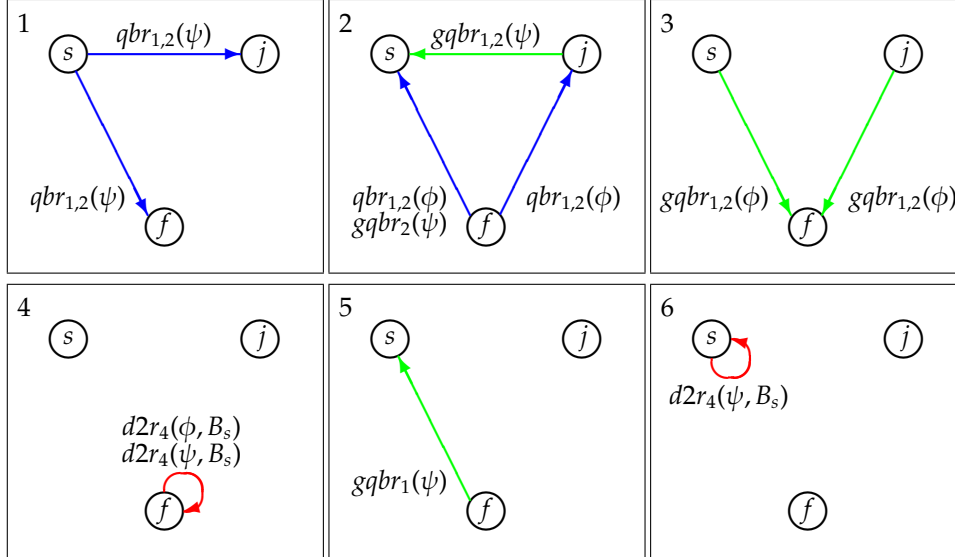 1
qbr₁,₂(ψ)
s
j
qbr₁,₂(ψ)
f
2
gqbr₁,₂(ψ)
s
j
qbr₁,₂(ϕ)
gqbr₂(ψ)
qbr₁,₂(ϕ)
f
3
s
j
gqbr₁,₂(ϕ)
gqbr₁,₂(ϕ)
f
4
s
j
d2r₄(ϕ, Bₛ)
d2r₄(ψ, Bₛ)
f
5
s
j
gqbr₁(ψ)
f
6
s
j
d2r₄(ψ, Bₛ)
f